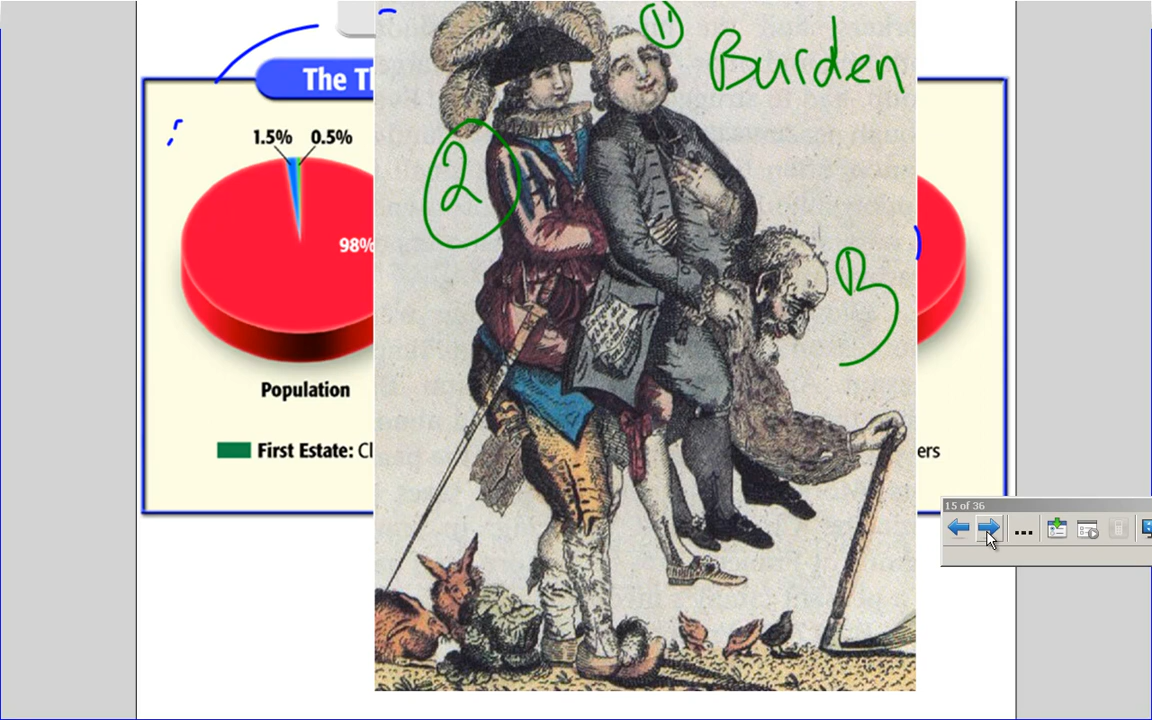 1
Burden
The Th
1.5% 0.5%
2
98%
3
Population
First Estate: Cl
ers
15 of 36
...